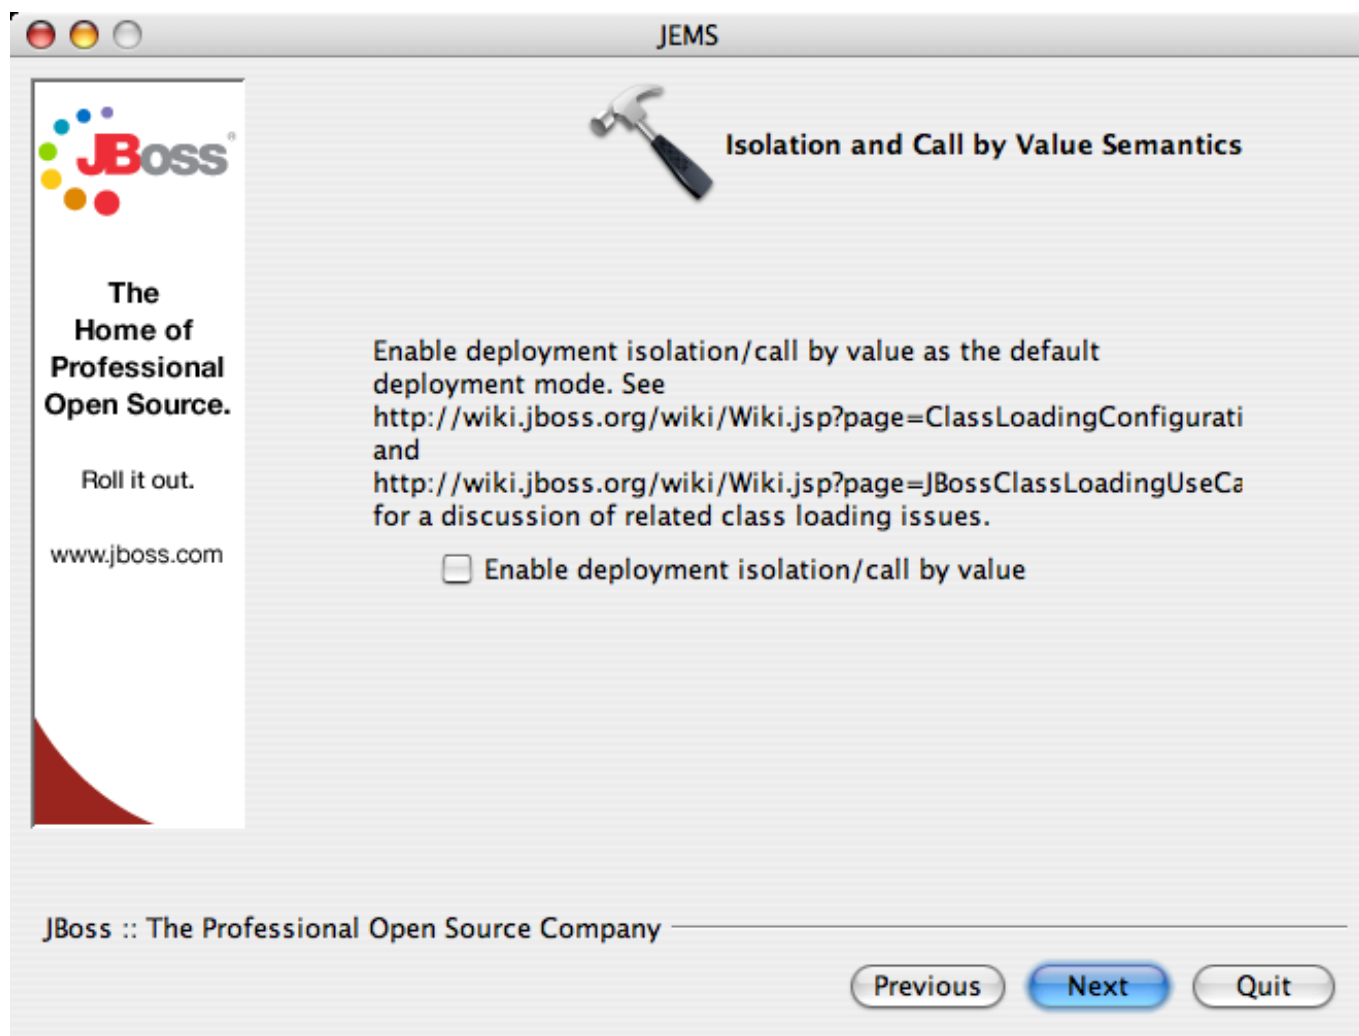 JEMS
JBoss®
The
Home of
Professional
Open Source.
Roll it out.
www.jboss.com
Isolation and Call by Value Semantics
Enable deployment isolation/call by value as the default
deployment mode. See
http://wiki.jboss.org/wiki/Wiki.jsp?page=ClassLoadingConfigurati
and
http://wiki.jboss.org/wiki/Wiki.jsp?page=JBossClassLoadingUseCa
for a discussion of related class loading issues.
Enable deployment isolation/call by value
JBoss :: The Professional Open Source Company
Previous Next Quit